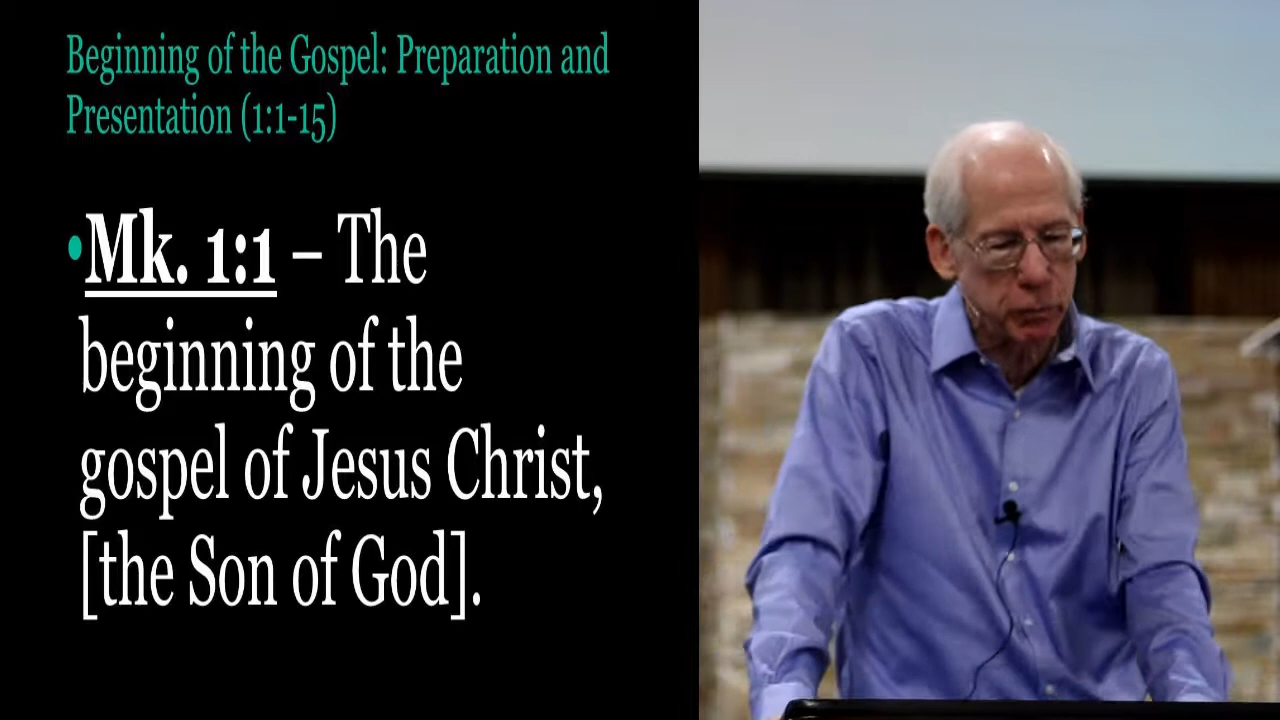 Beginning of the Gospel: Preparation and
Presentation (1:1-15)
•Mk. 1:1 – The
beginning of the
gospel of Jesus Christ,
[the Son of God].